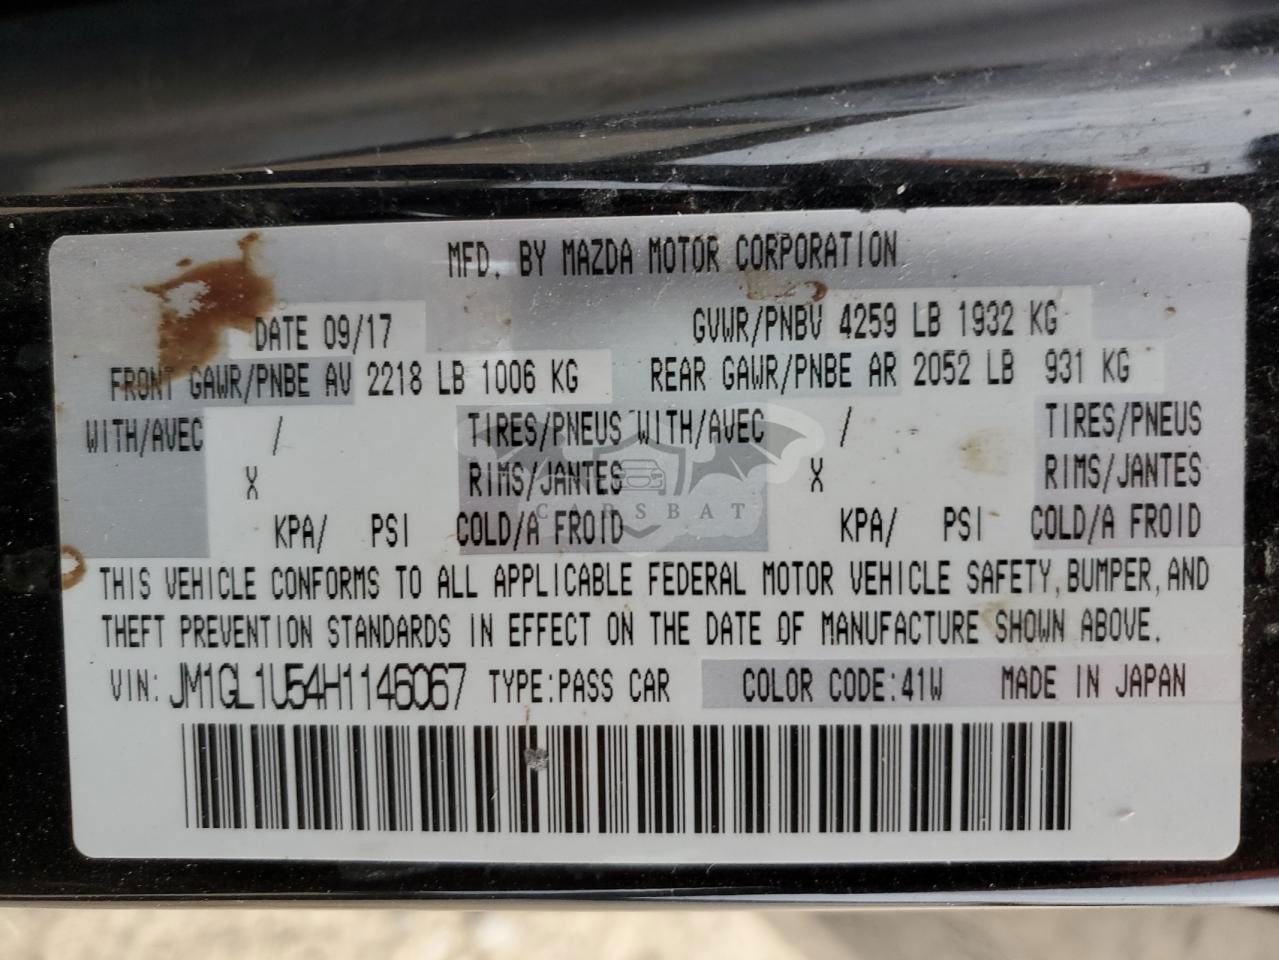 MFD. BY MAZDA MOTOR CORPORATION
DATE 09/17 GVWR/PNBV 4259 LB 1932 KG
FRONT GAWR/PNBE AV 2218 LB 1006 KG REAR GAWR/PNBE AR 2052 LB 931 KG
WITH/AVEC / TIRES/PNEUS WITH/AVEC / TIRES/PNEUS
X RIMS/JANTES X RIMS/JANTES
CARSBAT
KPA/ PSI COLD/A FROID KPA/ PSI COLD/A FROID
THIS VEHICLE CONFORMS TO ALL APPLICABLE FEDERAL MOTOR VEHICLE SAFETY, BUMPER, AND
THEFT PREVENTION STANDARDS IN EFFECT ON THE DATE OF MANUFACTURE SHOWN ABOVE.
VIN: JM1GL1U54H1146067 TYPE:PASS CAR COLOR CODE:41W MADE IN JAPAN